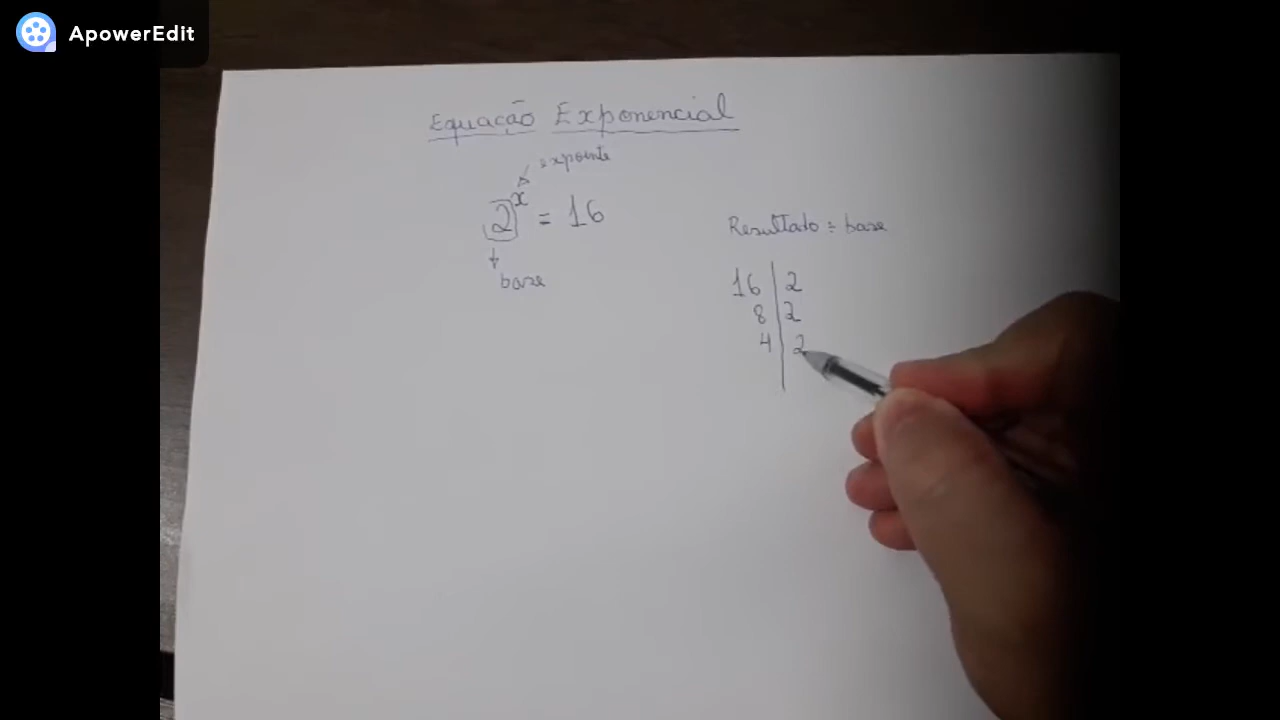 ApowerEdit
Equação Exponencial
expoente
2^x = 16
base
Resultado ÷ base
16 | 2
8 | 2
4 | 2